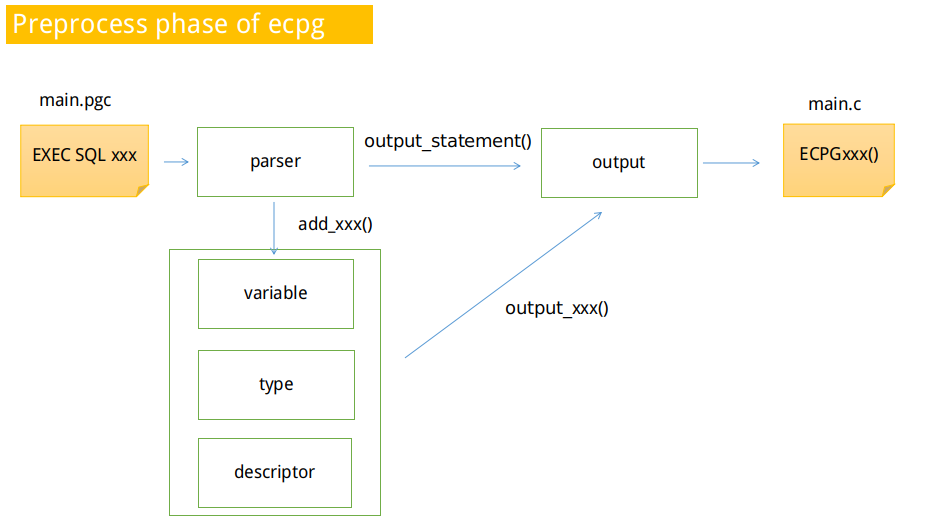 Preprocess phase of ecpg
main.pgc
main.c
EXEC SQL xxx
parser
output_statement()
output
ECPGxxx()
add_xxx()
variable
output_xxx()
type
descriptor